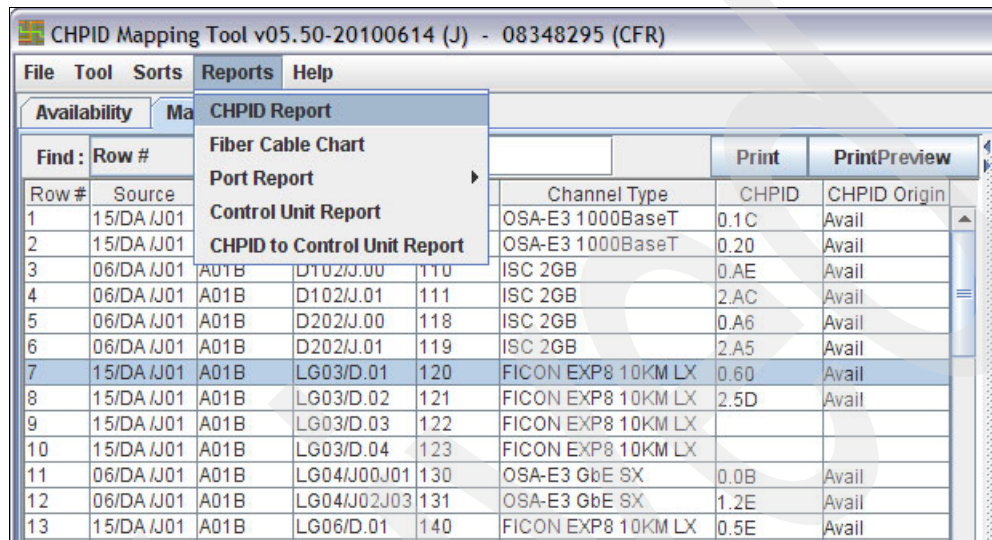 CHPID Mapping Tool v05.50-20100614 (J) - 08348295 (CFR)
File Tool Sorts Reports Help
Availability Ma
CHPID Report
Fiber Cable Chart
Port Report
Control Unit Report
CHPID to Control Unit Report
Find : Row # Print PrintPreview
Row # Source Channel Type CHPID CHPID Origin
1 15/DA/J01 OSA-E3 1000BaseT 0.1C Avail
2 15/DA/J01 OSA-E3 1000BaseT 0.20 Avail
3 06/DA/J01 A01B D102/J.00 110 ISC 2GB 0.AE Avail
4 06/DA/J01 A01B D102/J.01 111 ISC 2GB 2.AC Avail
5 06/DA/J01 A01B D202/J.00 118 ISC 2GB 0.A6 Avail
6 06/DA/J01 A01B D202/J.01 119 ISC 2GB 2.A5 Avail
7 15/DA/J01 A01B LG03/D.01 120 FICON EXP8 10KM LX 0.60 Avail
8 15/DA/J01 A01B LG03/D.02 121 FICON EXP8 10KM LX 2.5D Avail
9 15/DA/J01 A01B LG03/D.03 122 FICON EXP8 10KM LX
10 15/DA/J01 A01B LG03/D.04 123 FICON EXP8 10KM LX
11 06/DA/J01 A01B LG04/J00J01 130 OSA-E3 GbE SX 0.0B Avail
12 06/DA/J01 A01B LG04/J02J03 131 OSA-E3 GbE SX 1.2E Avail
13 15/DA/J01 A01B LG06/D.01 140 FICON EXP8 10KM LX 0.5E Avail